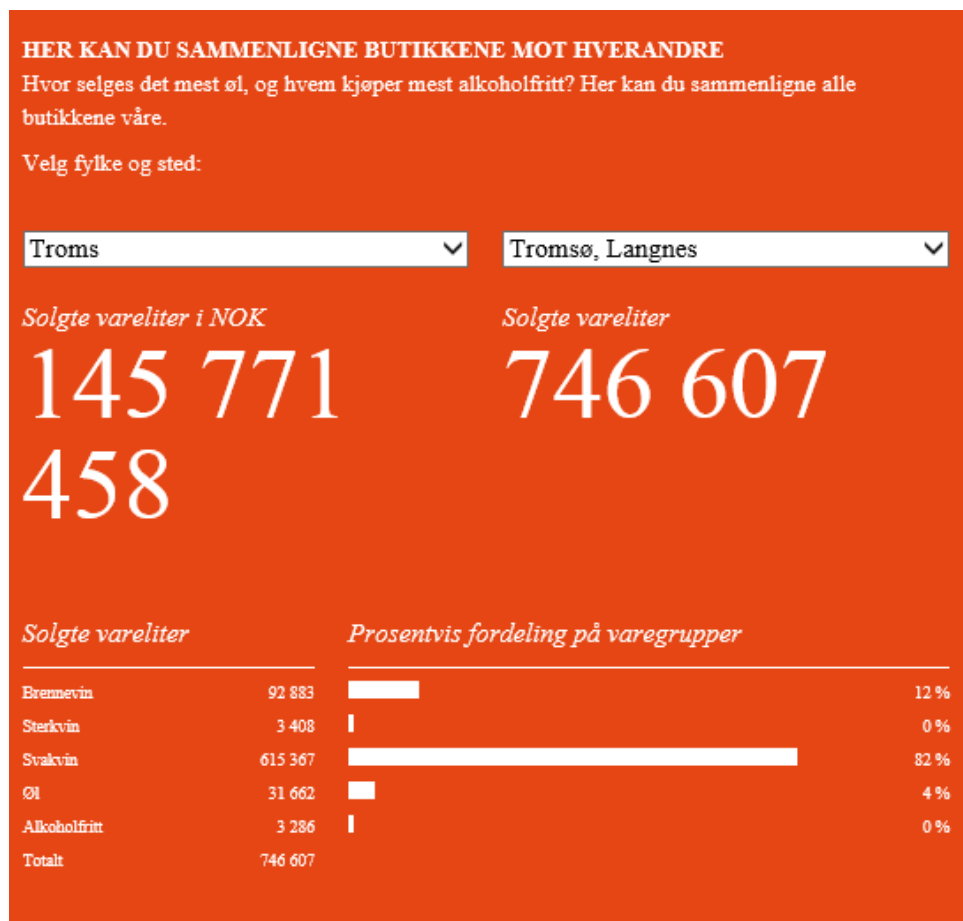 HER KAN DU SAMMENLIGNE BUTIKKENE MOT HVERANDRE
Hvor selges det mest øl, og hvem kjøper mest alkoholfritt? Her kan du sammenligne alle
butikkene våre.
Velg fylke og sted:
Troms
Tromsø, Langnes
Solgte vareliter i NOK
145 771
458
Solgte vareliter
746 607
Solgte vareliter
Prosentvis fordeling på varegrupper
Brennevin 92 883 12 %
Sterkvin 3 408 0 %
Svakvin 615 367 82 %
Øl 31 662 4 %
Alkoholfritt 3 286 0 %
Totalt 746 607